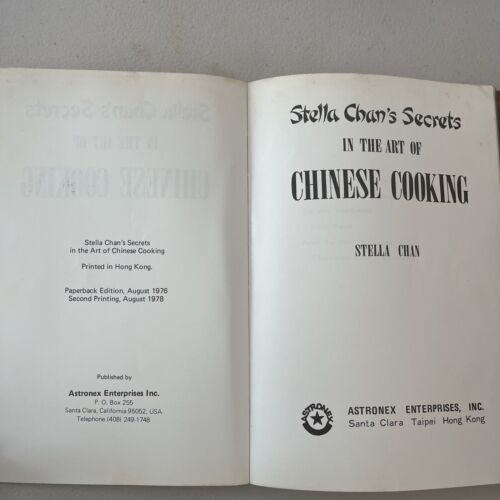 Stella Chan's Secrets
in the Art of Chinese Cooking
Printed in Hong Kong.
Paperback Edition, August 1976
Second Printing, August 1978
Published by
Astronex Enterprises Inc.
P. O. Box 255
Santa Clara, California 95052, USA
Telephone (408) 249-1748
Stella Chan's Secrets
IN THE ART OF
CHINESE COOKING
STELLA CHAN
ASTRONEX
ASTRONEX ENTERPRISES, INC.
Santa Clara Taipei Hong Kong